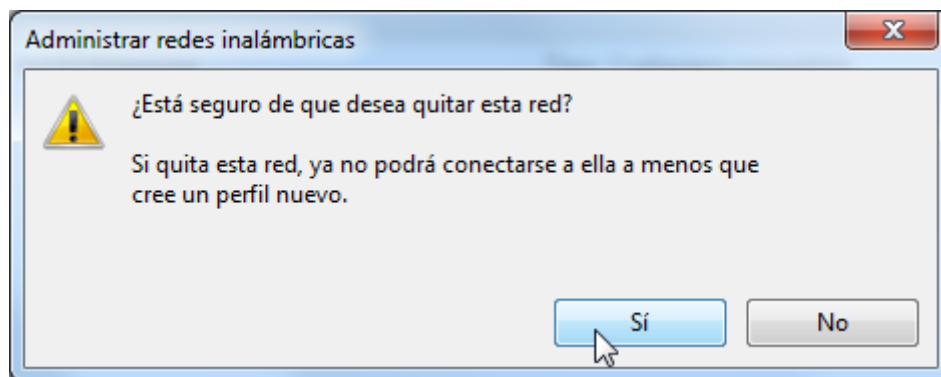 Administrar redes inalámbricas
¿Está seguro de que desea quitar esta red?
Si quita esta red, ya no podrá conectarse a ella a menos que
cree un perfil nuevo.
Sí
No